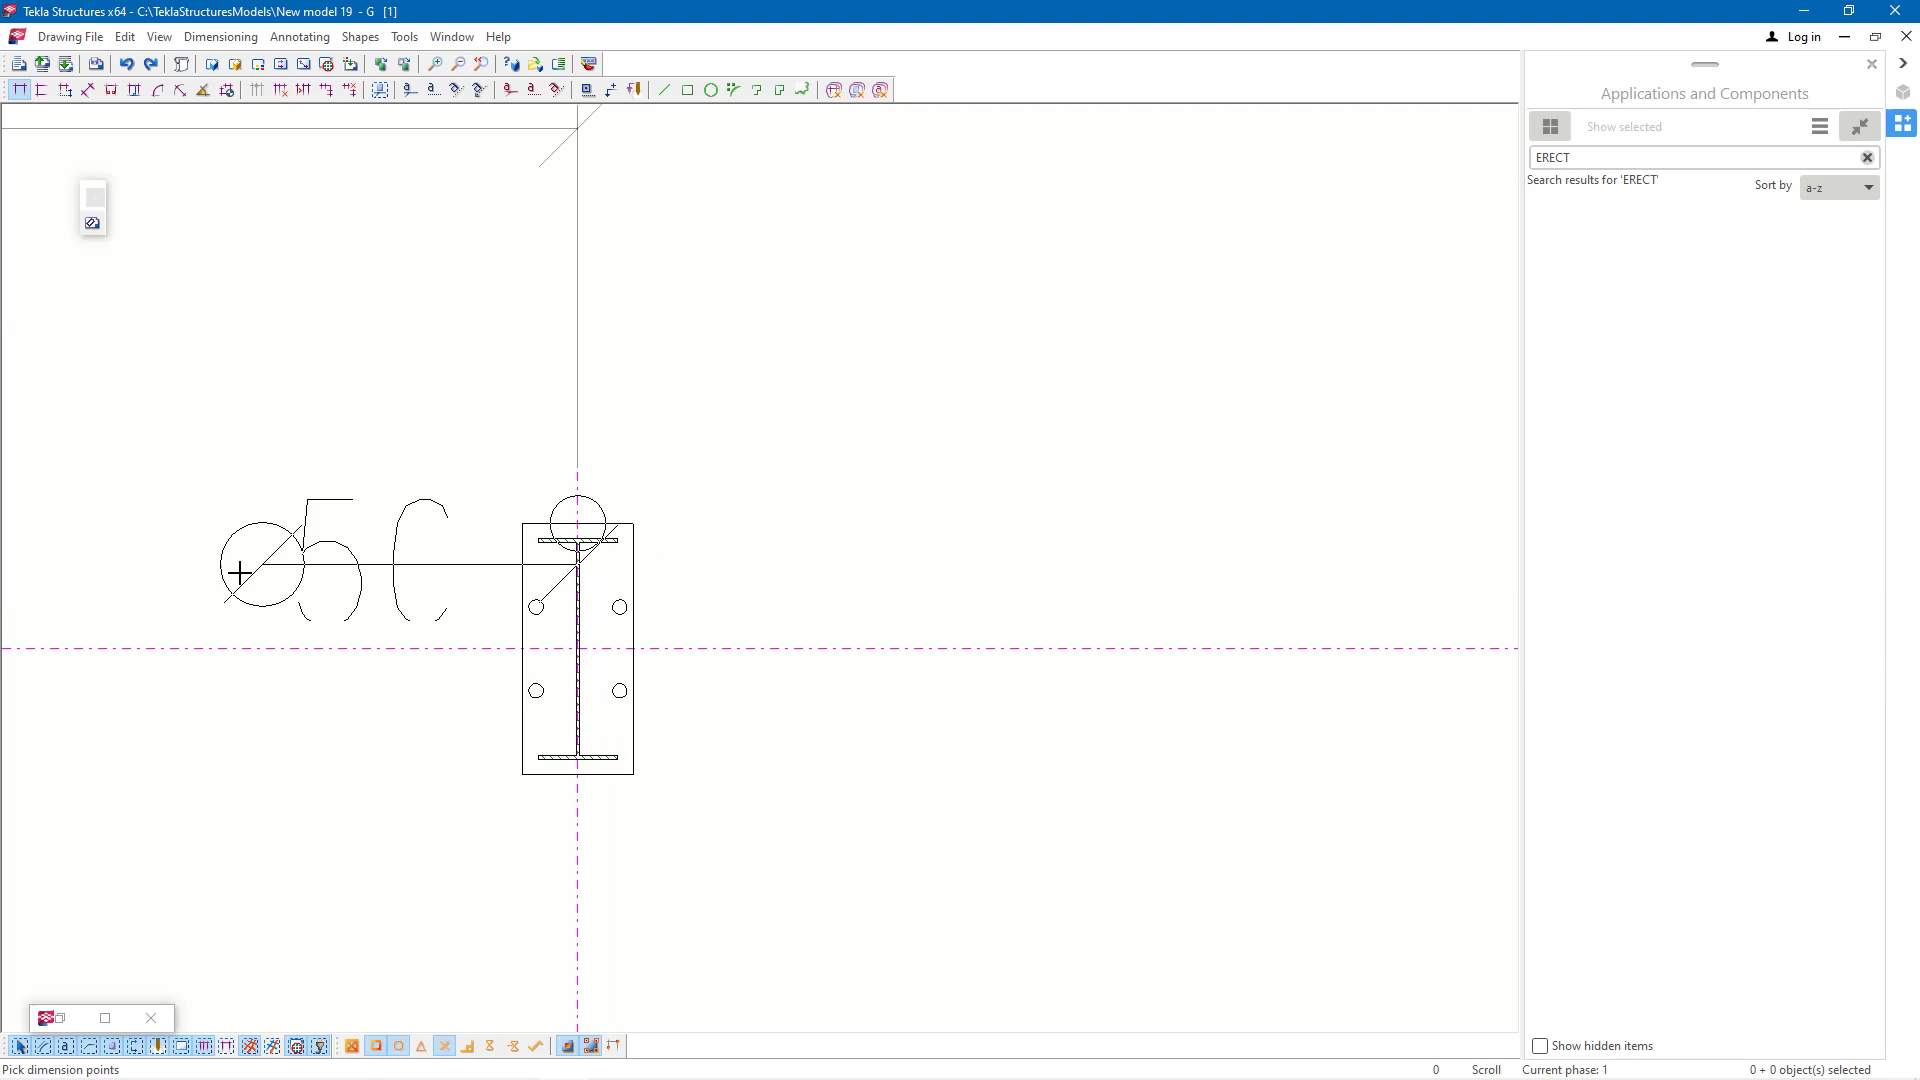 Tekla Structures x64 - C:\TeklaStructuresModels\New model 19 - G [1]
Drawing File Edit View Dimensioning Annotating Shapes Tools Window Help
Log in
Applications and Components
Show selected
ERECT
Search results for 'ERECT'
Sort by
a-z
Show hidden items
Pick dimension points
0
Scroll
Current phase: 1
0 + 0 object(s) selected